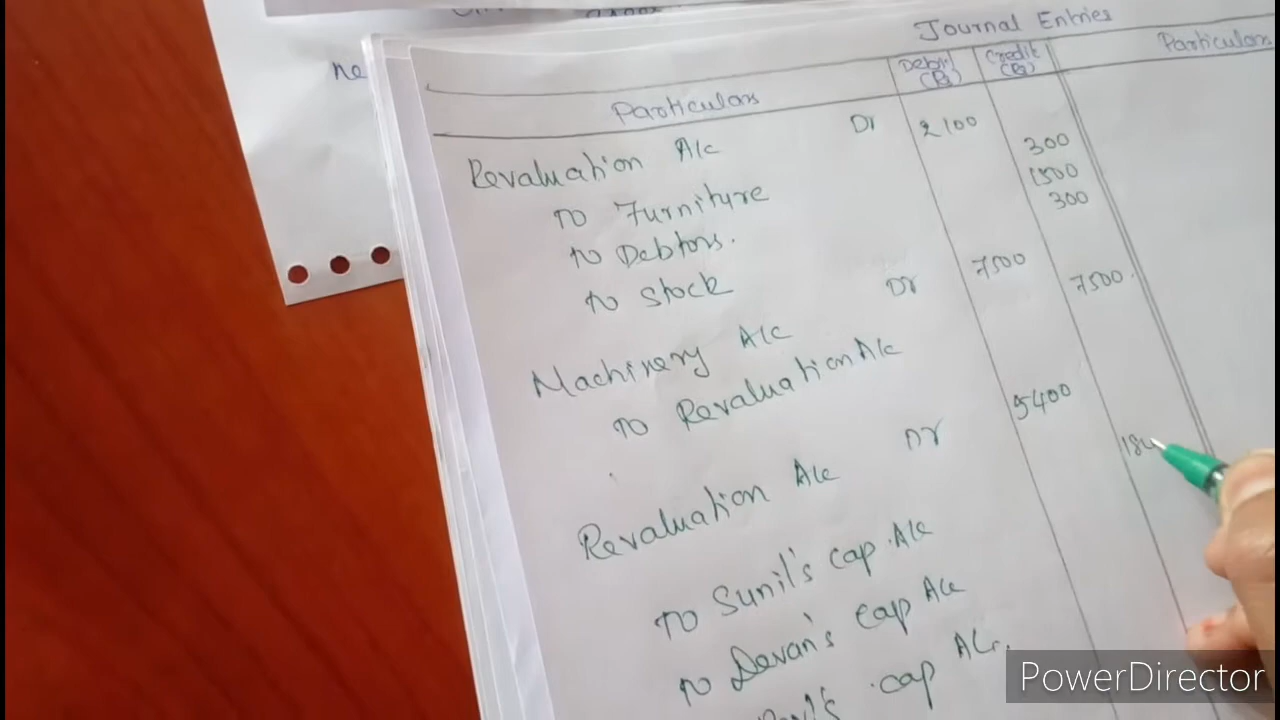 Journal Entries
Particulars Debit (Rs) Credit (Rs) Particulars
Revaluation A/c Dr 2100
To Furniture 300
To Debtors. 1500
To Stock 300
Machinery A/c Dr 7500
To Revaluation A/c 7500
Revaluation A/c Dr 5400
To Sunil's Cap. A/c
To Devan's Cap A/c
cap A/c.
PowerDirector